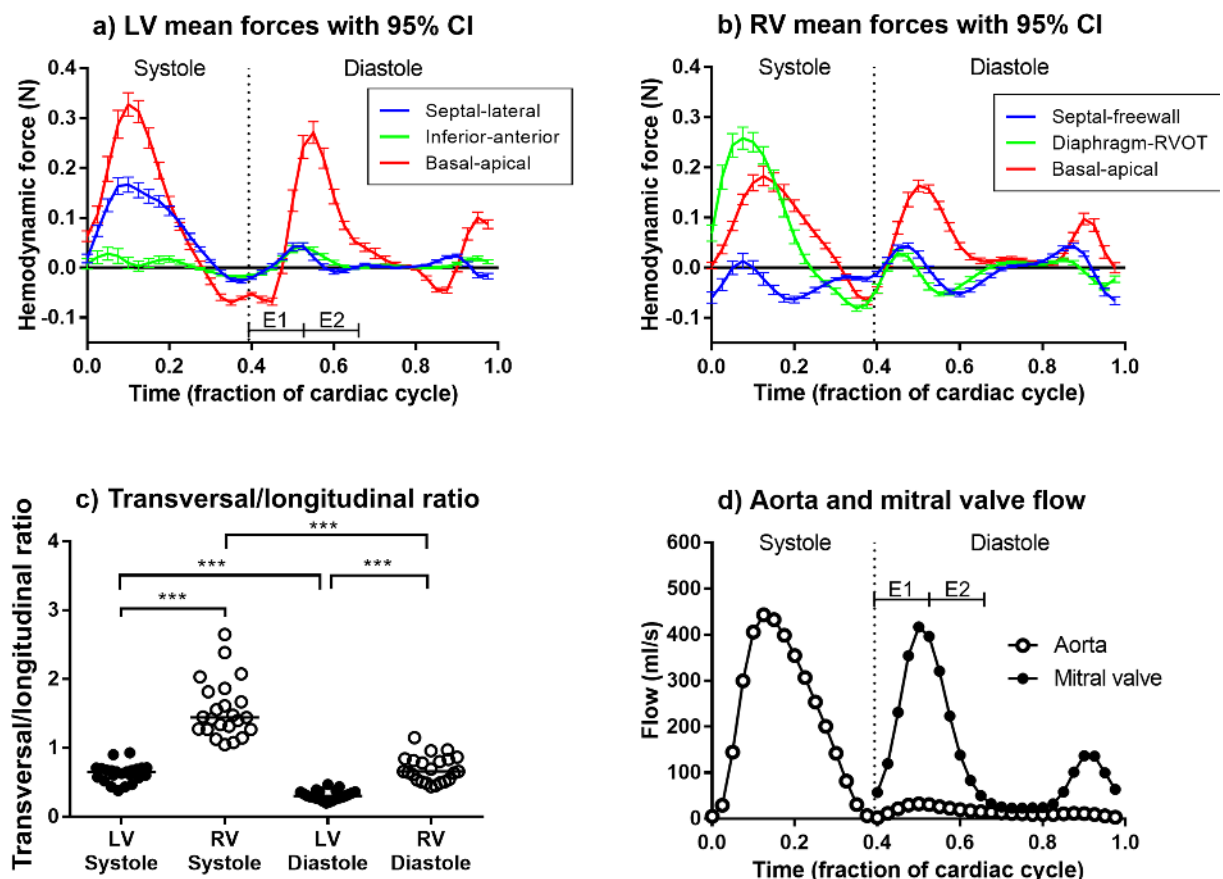 a) LV mean forces with 95% CI
Systole
Diastole
Hemodynamic force (N)
0.4
0.3
0.2
0.1
0.0
-0.1
Septal-lateral
Inferior-anterior
Basal-apical
E1
E2
0.0 0.2 0.4 0.6 0.8 1.0
Time (fraction of cardiac cycle)
b) RV mean forces with 95% CI
Systole
Diastole
Hemodynamic force (N)
0.4
0.3
0.2
0.1
0.0
-0.1
Septal-freewall
Diaphragm-RVOT
Basal-apical
0.0 0.2 0.4 0.6 0.8 1.0
Time (fraction of cardiac cycle)
c) Transversal/longitudinal ratio
Transversal/longitudinal ratio
4
3
2
1
0
***
***
***
***
LV RV LV RV
Systole Systole Diastole Diastole
d) Aorta and mitral valve flow
Systole
Diastole
Flow (ml/s)
600
500
400
300
200
100
0
E1
E2
Aorta
Mitral valve
0.0 0.2 0.4 0.6 0.8 1.0
Time (fraction of cardiac cycle)